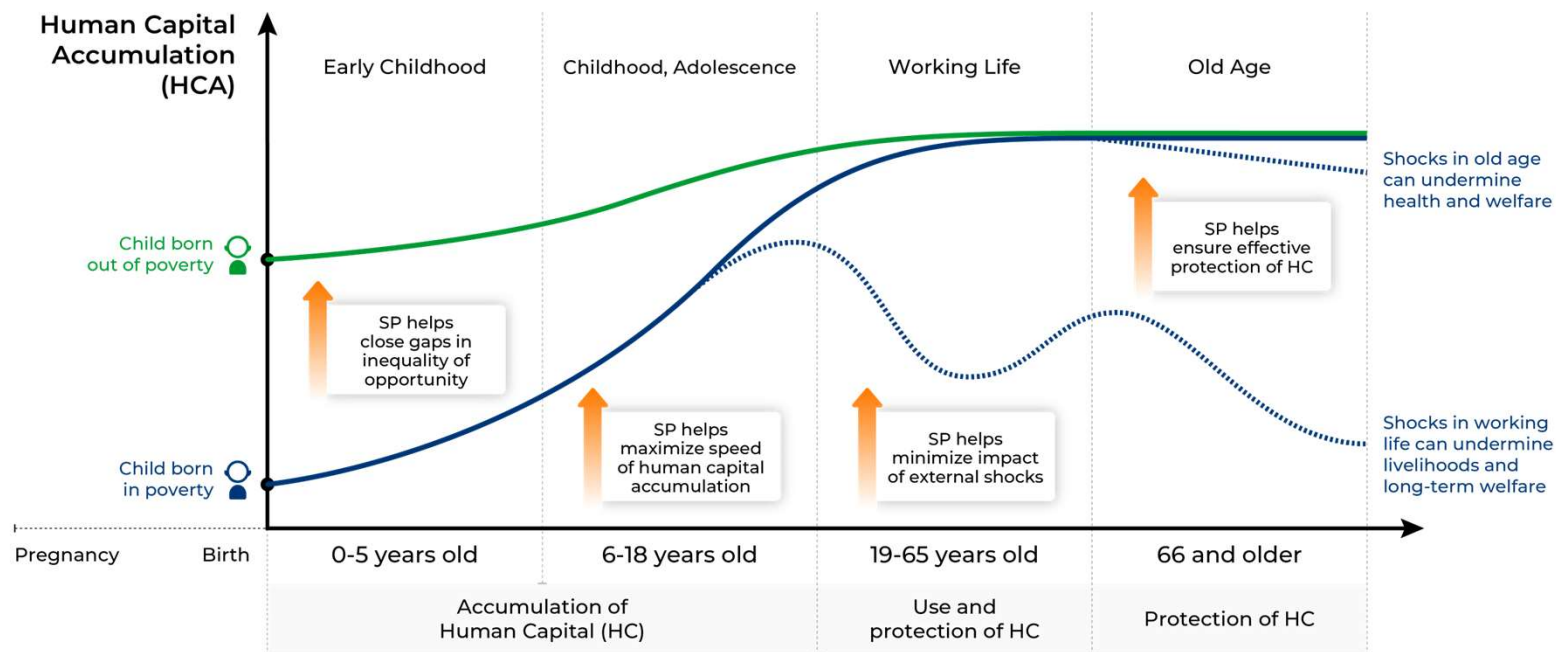 Human Capital
Accumulation
(HCA)
Early Childhood
Childhood, Adolescence
Working Life
Old Age
Child born
out of poverty
Child born
in poverty
SP helps
close gaps in
inequality of
opportunity
SP helps
maximize speed
of human capital
accumulation
SP helps
minimize impact
of external shocks
SP helps
ensure effective
protection of HC
Shocks in old age
can undermine
health and welfare
Shocks in working
life can undermine
livelihoods and
long-term welfare
Pregnancy
Birth
0-5 years old
6-18 years old
19-65 years old
66 and older
Accumulation of
Human Capital (HC)
Use and
protection of HC
Protection of HC